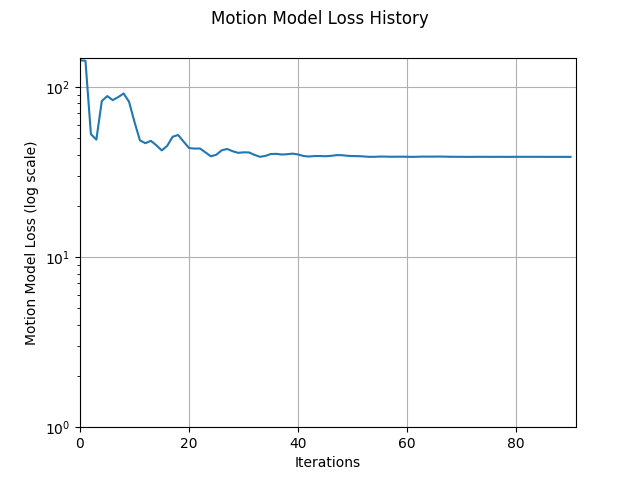 Motion Model Loss History
Motion Model Loss (log scale)
10²
10¹
10⁰
0 20 40 60 80
Iterations